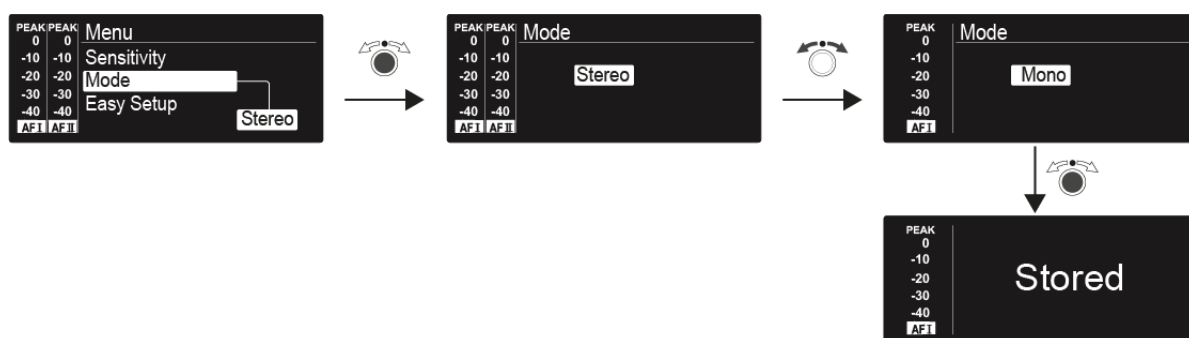 PEAK PEAK Menu
0 0
-10 -10 Sensitivity
-20 -20 Mode
-30 -30 Easy Setup
-40 -40 Stereo
AF I AF II
PEAK PEAK Mode
0 0
-10 -10
-20 -20 Stereo
-30 -30
-40 -40
AF I AF II
PEAK Mode
0
-10
-20 Mono
-30
-40
AF I
PEAK
0
-10
-20 Stored
-30
-40
AF I